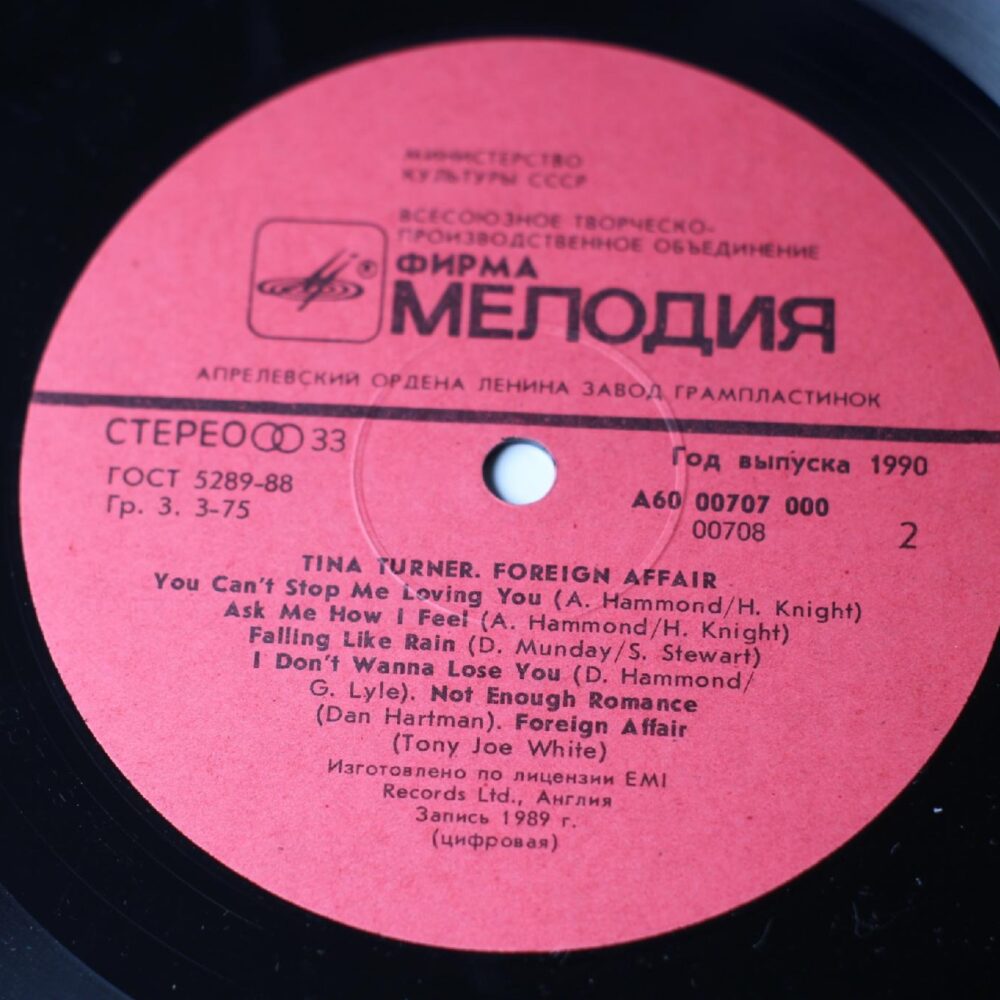 МИНИСТЕРСТВО
КУЛЬТУРЫ СССР
ВСЕСОЮЗНОЕ ТВОРЧЕСКО-
ПРОИЗВОДСТВЕННОЕ ОБЪЕДИНЕНИЕ
®
ФИРМА
МЕЛОДИЯ
АПРЕЛЕВСКИЙ ОРДЕНА ЛЕНИНА ЗАВОД ГРАМПЛАСТИНОК
СТЕРЕО 33
ГОСТ 5289-88
Гр. 3. 3-75
Год выпуска 1990
А60 00707 000
00708
2
TINA TURNER. FOREIGN AFFAIR
You Can't Stop Me Loving You (A. Hammond/H. Knight)
Ask Me How I Feel (A. Hammond/H. Knight)
Falling Like Rain (D. Munday/S. Stewart)
I Don't Wanna Lose You (D. Hammond/
G. Lyle). Not Enough Romance
(Dan Hartman). Foreign Affair
(Tony Joe White)
Изготовлено по лицензии EMI
Records Ltd., Англия
Запись 1989 г.
(цифровая)